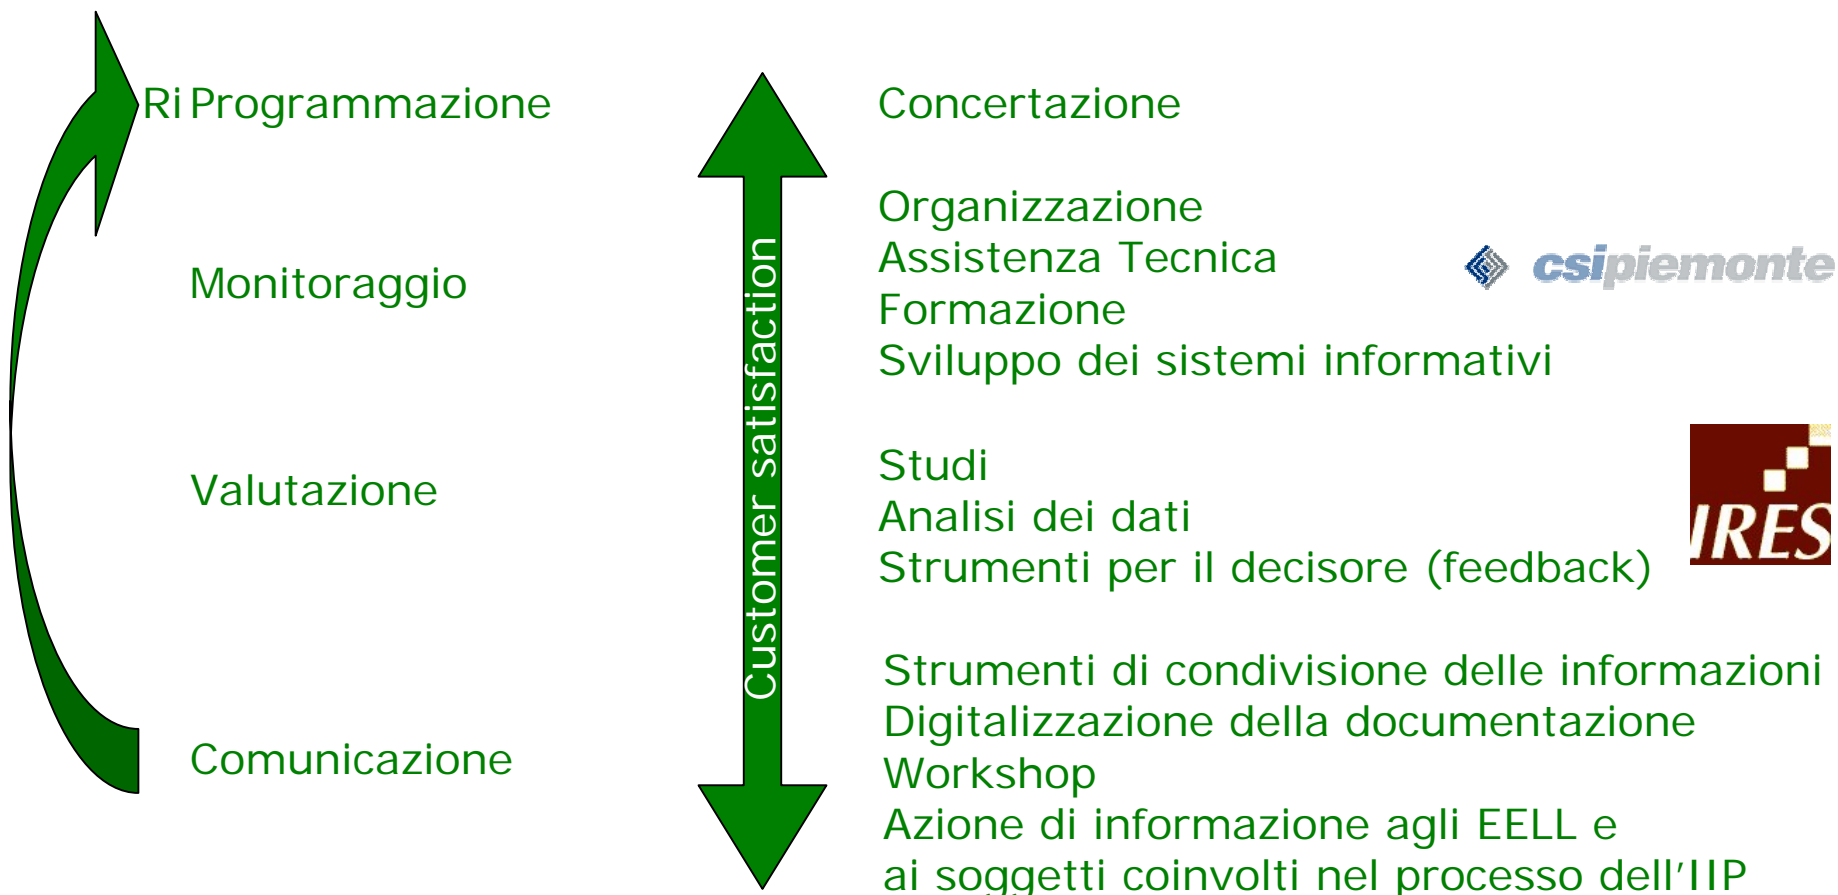 Ri Programmazione
Concertazione
Monitoraggio
Organizzazione
Assistenza Tecnica
Formazione
Sviluppo dei sistemi informativi
csipiemonte
Customer satisfaction
Valutazione
Studi
Analisi dei dati
Strumenti per il decisore (feedback)
IRES
Comunicazione
Strumenti di condivisione delle informazioni
Digitalizzazione della documentazione
Workshop
Azione di informazione agli EELL e
ai soggetti coinvolti nel processo dell'IIP